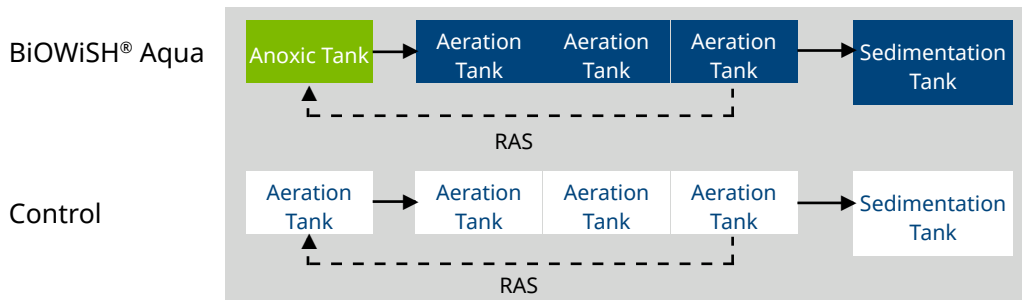 BiOWiSH® Aqua
Anoxic Tank
Aeration
Tank
Aeration
Tank
Aeration
Tank
Sedimentation
Tank
RAS
Control
Aeration
Tank
Aeration
Tank
Aeration
Tank
Aeration
Tank
Sedimentation
Tank
RAS